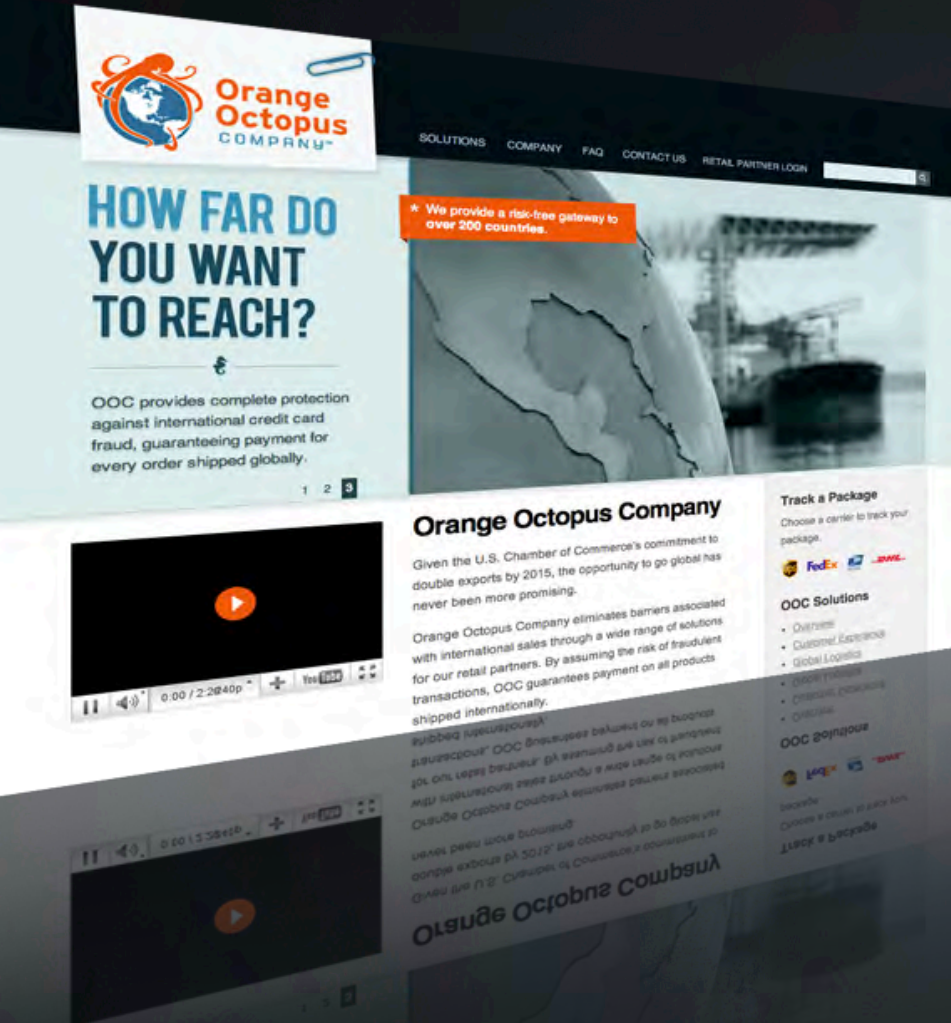 Orange
Octopus
COMPANY™
SOLUTIONS
COMPANY
FAQ
CONTACT US
RETAIL PARTNER LOGIN
HOW FAR DO
YOU WANT
TO REACH?
* We provide a risk-free gateway to
over 200 countries.
OOC provides complete protection
against international credit card
fraud, guaranteeing payment for
every order shipped globally.
1 2 3
0:00 / 2:26
240p
YouTube
Orange Octopus Company
Given the U.S. Chamber of Commerce's commitment to
double exports by 2015, the opportunity to go global has
never been more promising.
Orange Octopus Company eliminates barriers associated
with international sales through a wide range of solutions
for our retail partners. By assuming the risk of fraudulent
transactions, OOC guarantees payment on all products
shipped internationally.
Track a Package
Choose a carrier to track your
package.
FedEx
DHL
OOC Solutions
• Overview
• Customer Experience
• Global Logistics